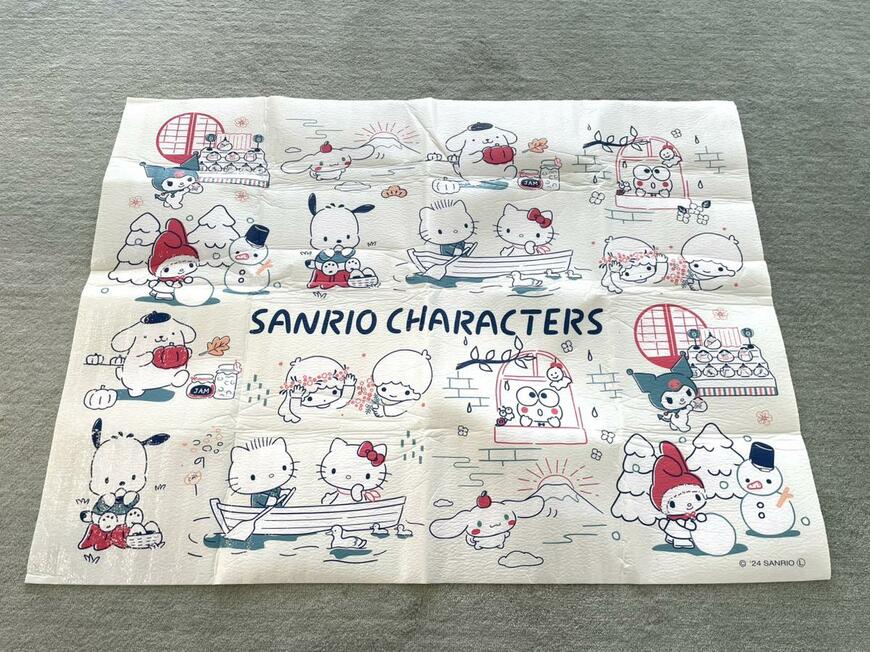 JAM
SANRIO CHARACTERS
JAM
© '24 SANRIO Ⓛ